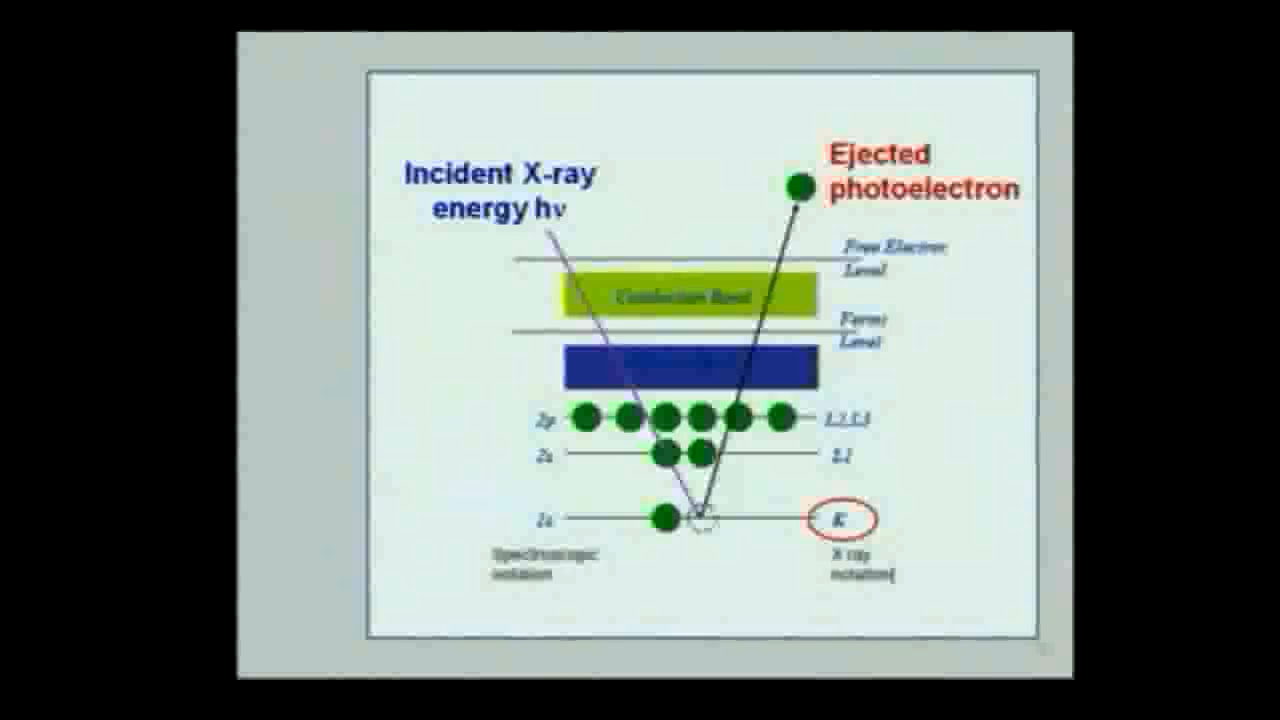 Incident X-ray
energy hν
Ejected
photoelectron
Free Electron
Level
Conduction Band
Fermi
Level
2p
L2,L3
2s
L1
1s
K
Spectroscopic
notation
X ray
notation[